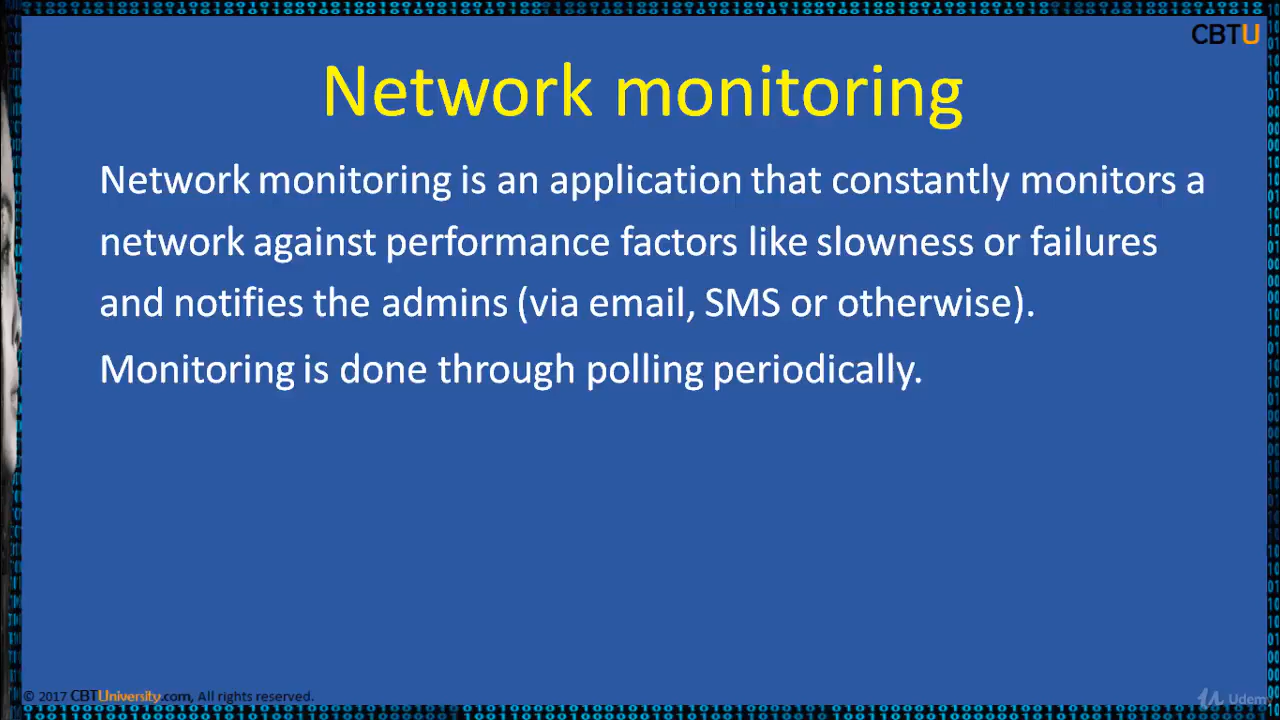 CBTU
Network monitoring
Network monitoring is an application that constantly monitors a
network against performance factors like slowness or failures
and notifies the admins (via email, SMS or otherwise).
Monitoring is done through polling periodically.
© 2017 CBTUniversity.com, All rights reserved.
Udemy